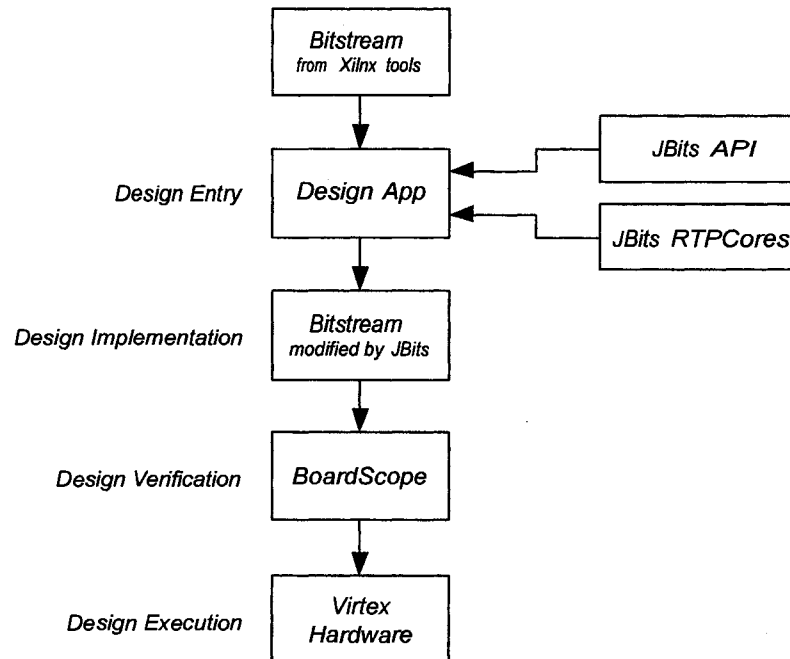 Bitstream
from Xilnx tools
JBits API
Design Entry
Design App
JBits RTPCores
Design Implementation
Bitstream
modified by JBits
Design Verification
BoardScope
Design Execution
Virtex
Hardware